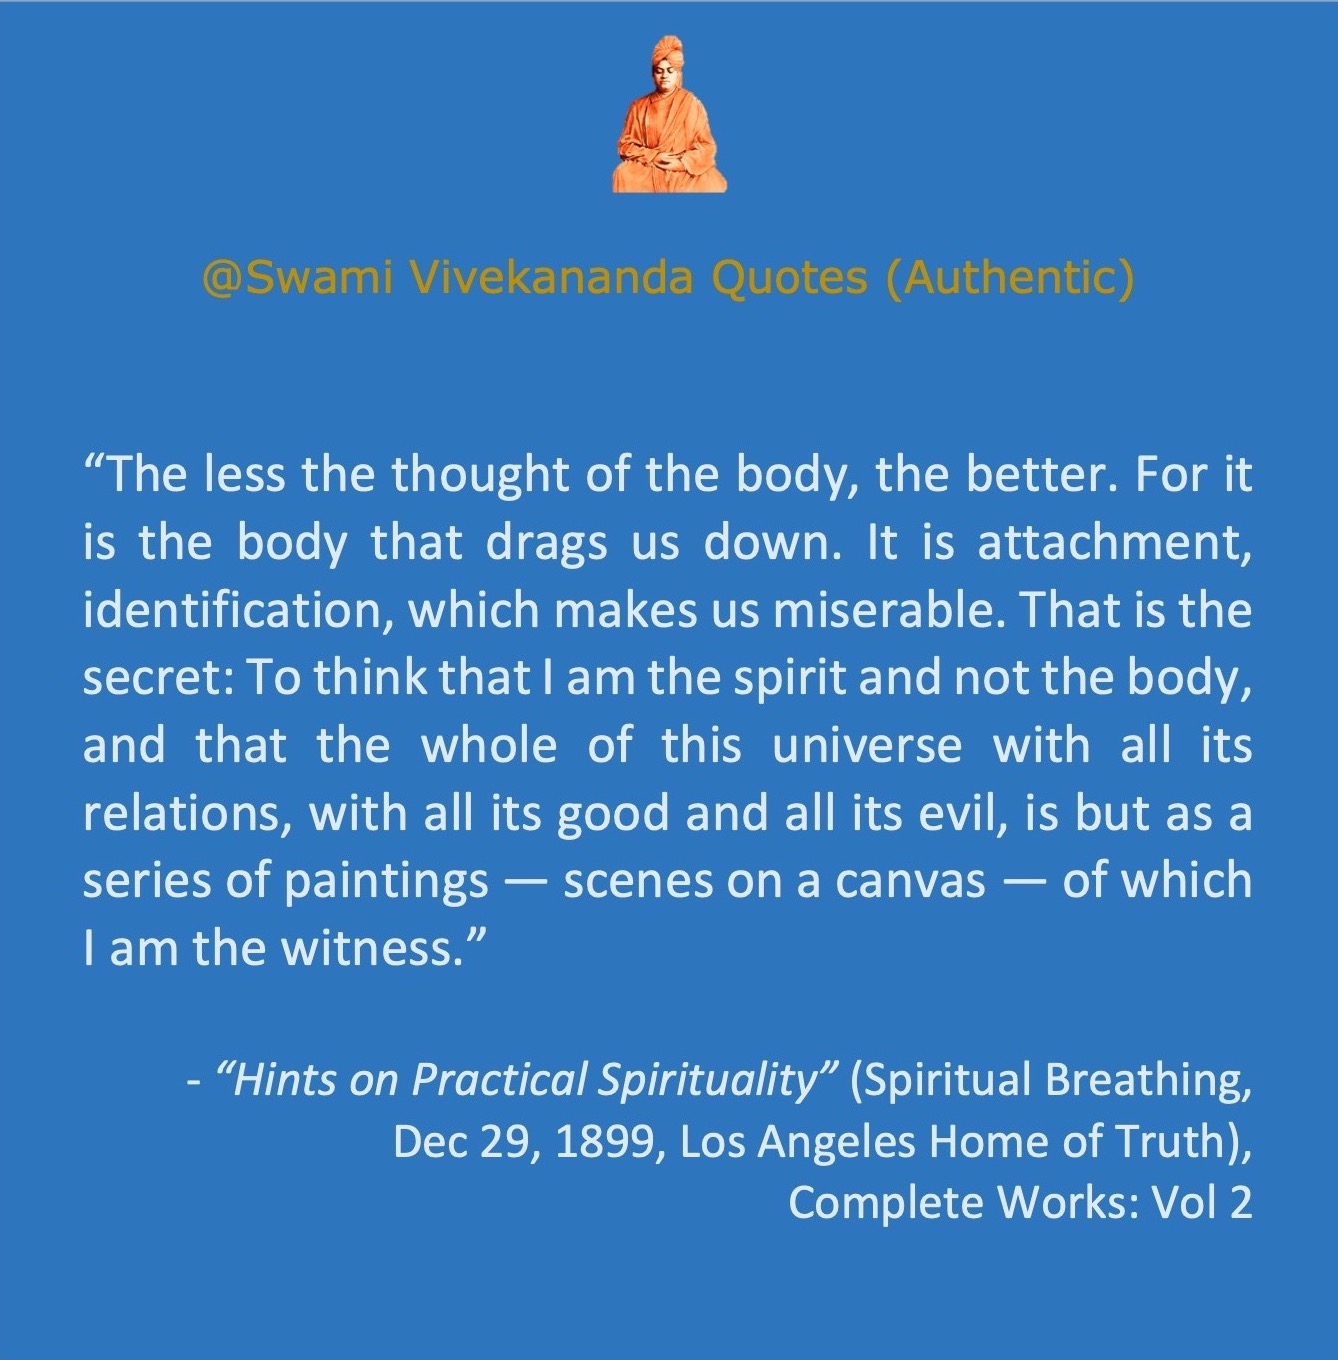 @Swami Vivekananda Quotes (Authentic)
“The less the thought of the body, the better. For it
is the body that drags us down. It is attachment,
identification, which makes us miserable. That is the
secret: To think that I am the spirit and not the body,
and that the whole of this universe with all its
relations, with all its good and all its evil, is but as a
series of paintings — scenes on a canvas — of which
I am the witness.”
- “Hints on Practical Spirituality” (Spiritual Breathing,
Dec 29, 1899, Los Angeles Home of Truth),
Complete Works: Vol 2